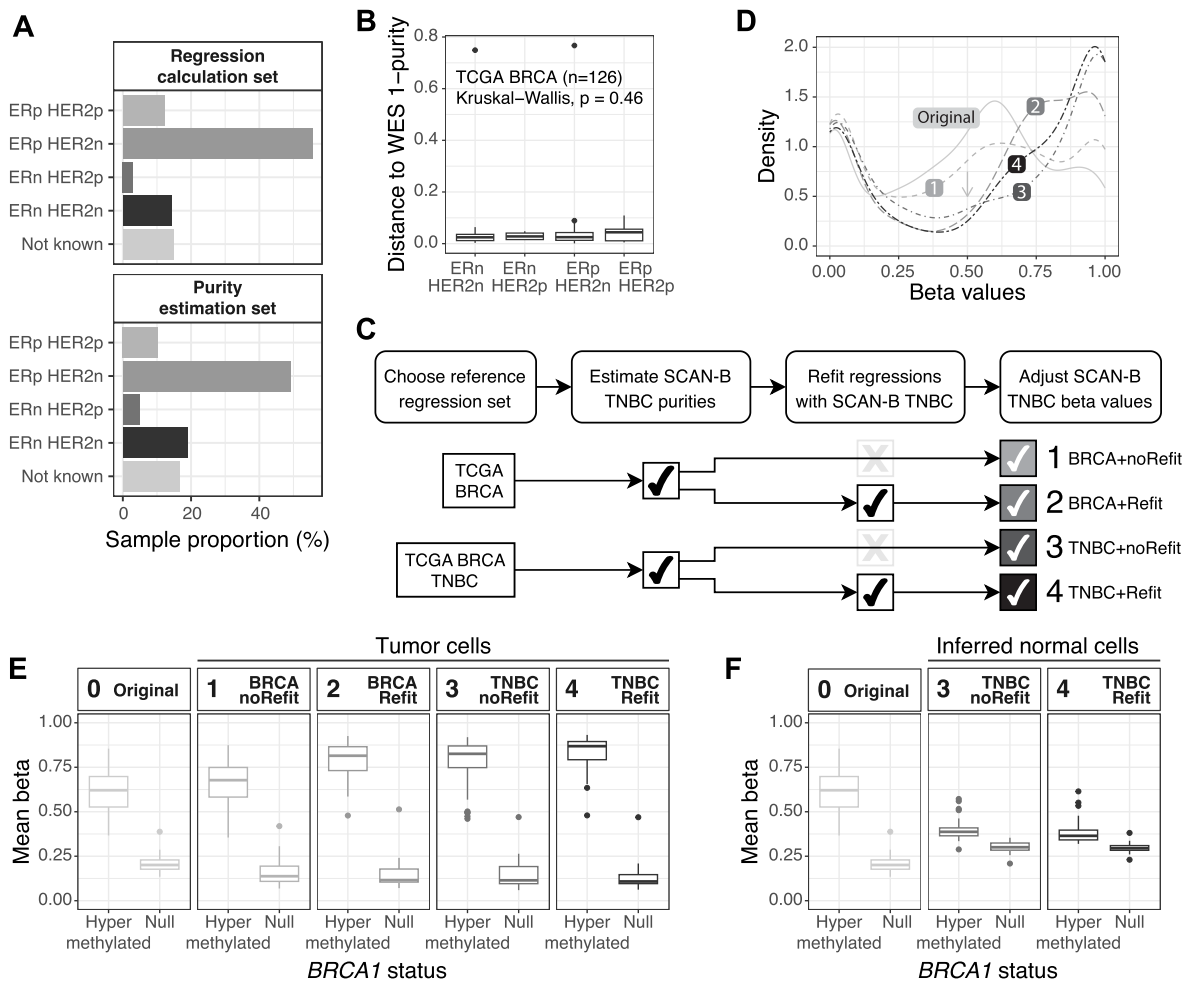 A
Regression
calculation set
ERp HER2p
ERp HER2n
ERn HER2p
ERn HER2n
Not known
Purity
estimation set
ERp HER2p
ERp HER2n
ERn HER2p
ERn HER2n
Not known
0 20 40
Sample proportion (%)
B
Distance to WES 1−purity
0.8
0.6
0.4
0.2
0.0
TCGA BRCA (n=126)
Kruskal−Wallis, p = 0.46
ERn ERn ERp ERp
HER2n HER2p HER2n HER2p
D
Density
2.0
1.5
1.0
0.5
0.0
Original
2
4
1
3
0.00 0.25 0.50 0.75 1.00
Beta values
C
Choose reference
regression set
Estimate SCAN-B
TNBC purities
Refit regressions
with SCAN-B TNBC
Adjust SCAN-B
TNBC beta values
TCGA
BRCA
X
1 BRCA+noRefit
2 BRCA+Refit
TCGA BRCA
TNBC
X
3 TNBC+noRefit
4 TNBC+Refit
E
Tumor cells
0 Original
1 BRCA
noRefit
2 BRCA
Refit
3 TNBC
noRefit
4 TNBC
Refit
Mean beta
1.00
0.75
0.50
0.25
0.00
Hyper Null Hyper Null Hyper Null Hyper Null Hyper Null
methylated methylated methylated methylated methylated
BRCA1 status
F
Inferred normal cells
0 Original
3 TNBC
noRefit
4 TNBC
Refit
Mean beta
1.00
0.75
0.50
0.25
0.00
Hyper Null Hyper Null Hyper Null
methylated methylated methylated
BRCA1 status